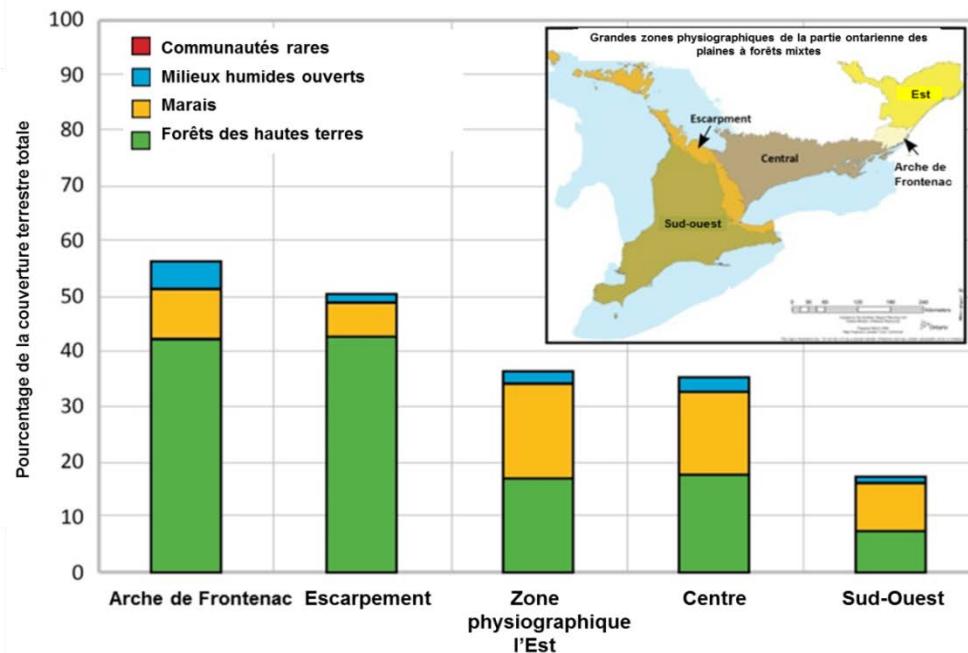 100
90
80
70
60
50
40
30
20
10
0
Pourcentage de la couverture terrestre totale
Communautés rares
Milieux humides ouverts
Marais
Forêts des hautes terres
Grandes zones physiographiques de la partie ontarienne des
plaines à forêts mixtes
Est
Escarpment
Central
Arche de
Frontenac
Sud-ouest
Arche de Frontenac
Escarpement
Zone
physiographique
l'Est
Centre
Sud-Ouest